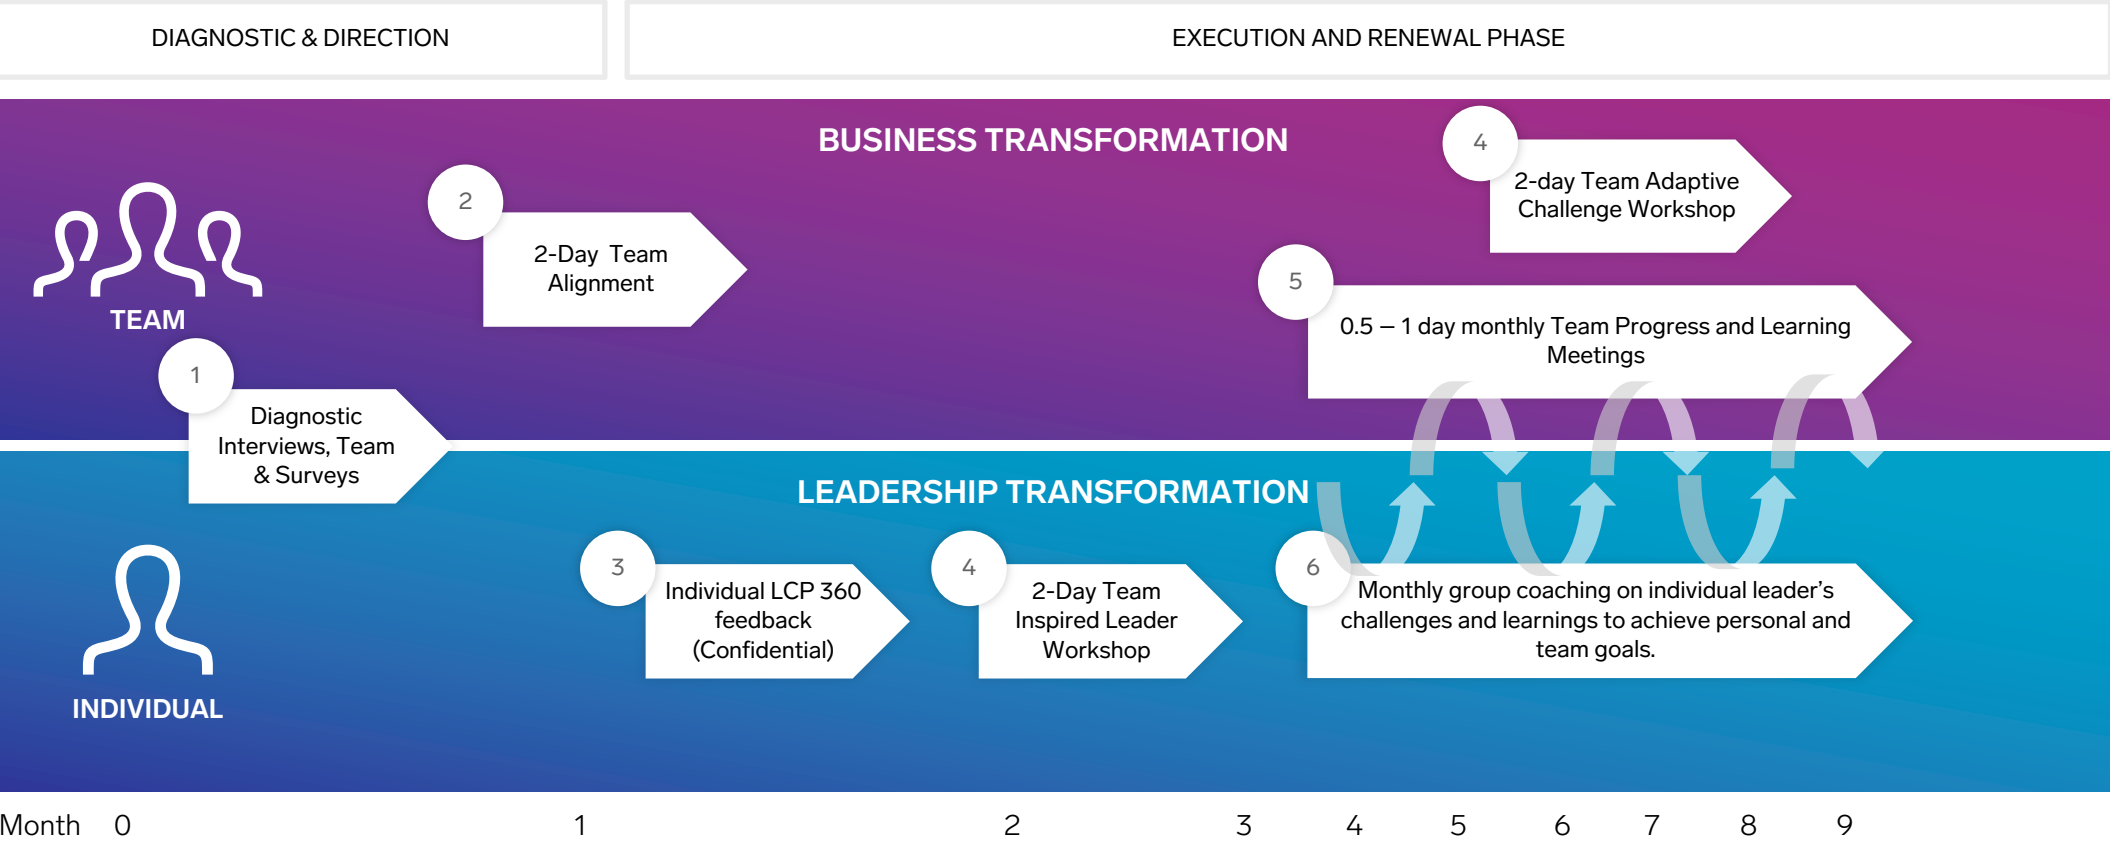 DIAGNOSTIC & DIRECTION
EXECUTION AND RENEWAL PHASE
BUSINESS TRANSFORMATION
4
2-day Team Adaptive
Challenge Workshop
2
2-Day Team
Alignment
5
0.5 – 1 day monthly Team Progress and Learning
Meetings
TEAM
1
Diagnostic
Interviews, Team
& Surveys
LEADERSHIP TRANSFORMATION
3
Individual LCP 360
feedback
(Confidential)
4
2-Day Team
Inspired Leader
Workshop
6
Monthly group coaching on individual leader’s
challenges and learnings to achieve personal and
team goals.
INDIVIDUAL
Month 0 1 2 3 4 5 6 7 8 9